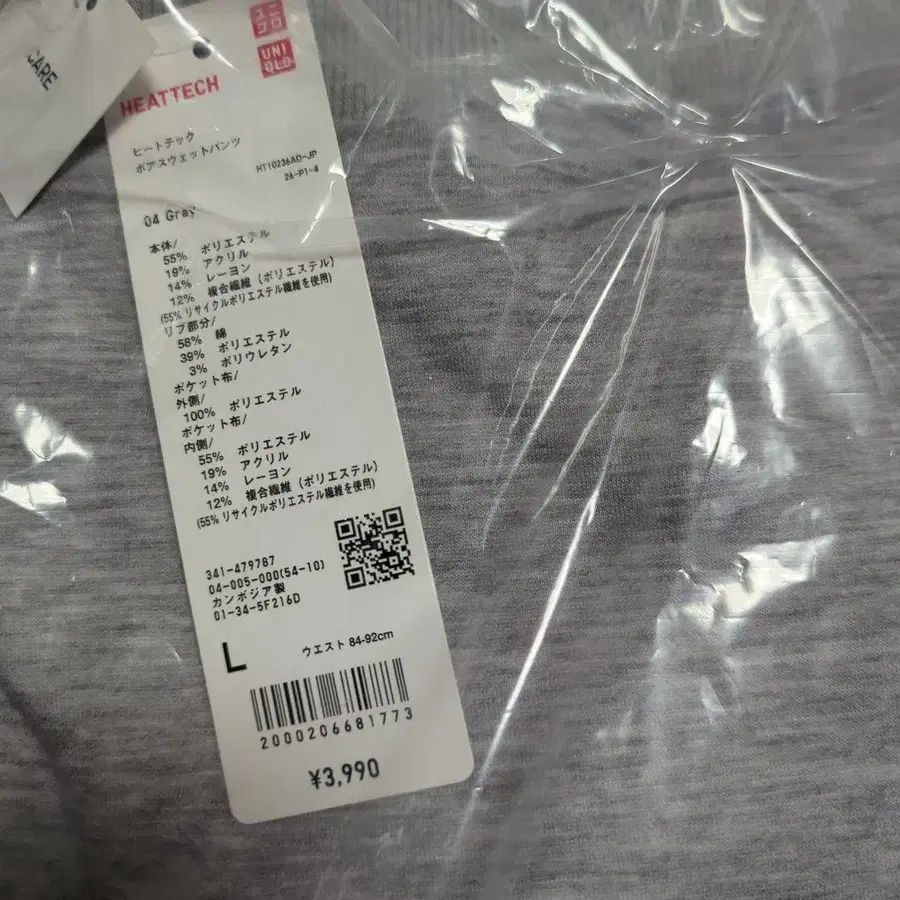 CARE
ユニ
クロ
UNI
QLO
HEATTECH
ヒートテック
ボアスウェットパンツ
HT10236AD-JP
26-P1-A
04 Gray
本体/
55% ポリエステル
19% アクリル
14% レーヨン
12% 複合繊維 (ポリエステル)
(55% リサイクルポリエステル繊維を使用)
リブ部分/
58% 綿
39% ポリエステル
3% ポリウレタン
ポケット布/
外側/
100% ポリエステル
ポケット布/
内側/
55% ポリエステル
19% アクリル
14% レーヨン
12% 複合繊維 (ポリエステル)
(55% リサイクルポリエステル繊維を使用)
341-479787
04-005-000(54-10)
カンボジア製
01-34-5F216D
L ウエスト 84-92cm
2000206681773
¥3,990